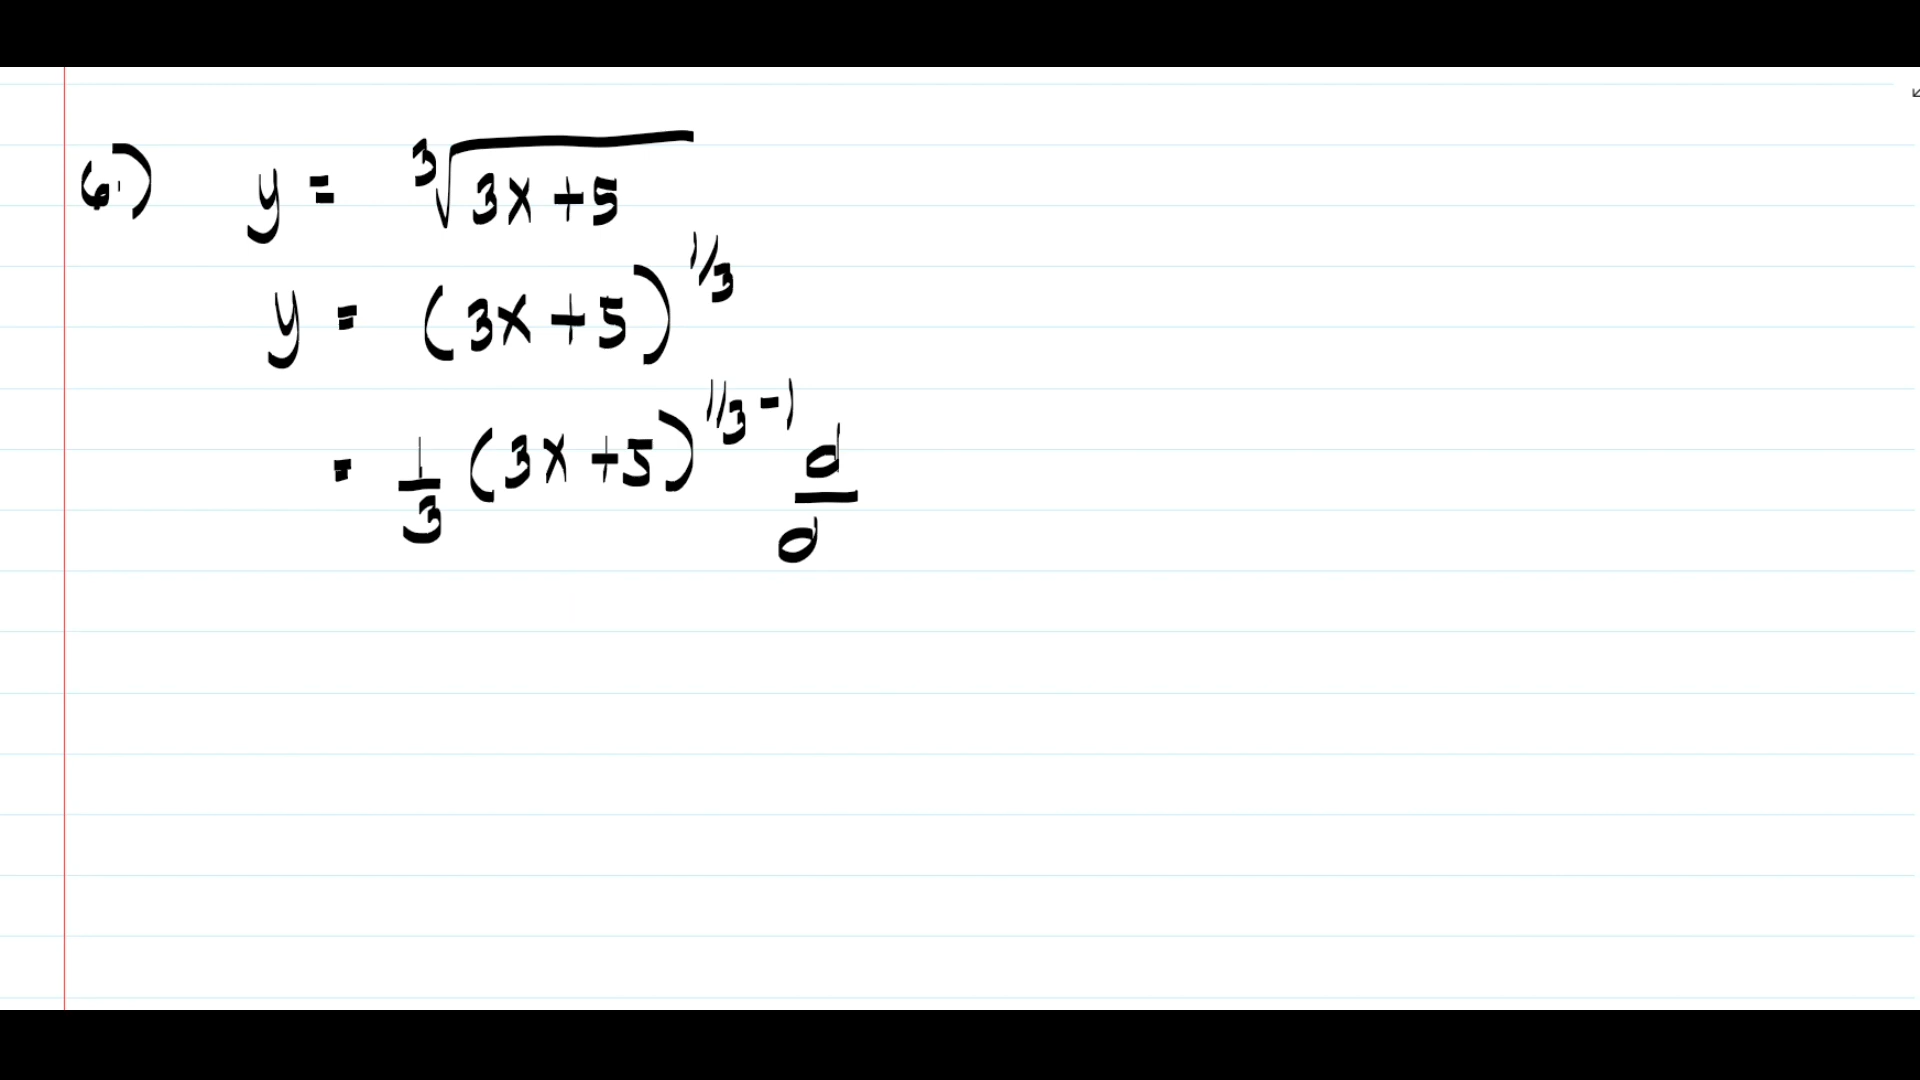 6.) y = ∛(3x+5)
y = (3x+5)^(1/3)
= 1/3 (3x+5)^(1/3 - 1) d/d